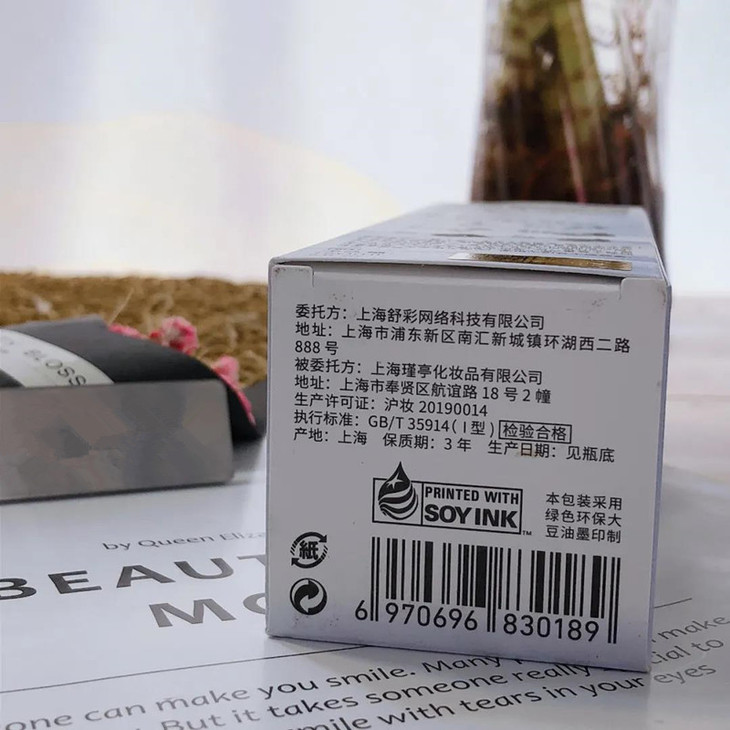 委托方：上海舒彩网络科技有限公司
地址：上海市浦东新区南汇新城镇环湖西二路
888 号
被委托方：上海瑾亭化妆品有限公司
地址：上海市奉贤区航谊路 18 号 2 幢
生产许可证：沪妆 20190014
执行标准：GB/T 35914(Ⅰ型) 检验合格
产地：上海 保质期：3 年 生产日期：见瓶底
PRINTED WITH
SOY INK™
本包装采用
绿色环保大
豆油墨印制
紙
6 970696 830189
BLOSS
by Queen Eliza
BEAUT
MO
one can make you smile. Many
make
But it takes someone really
cial to
smile with tears in your eyes